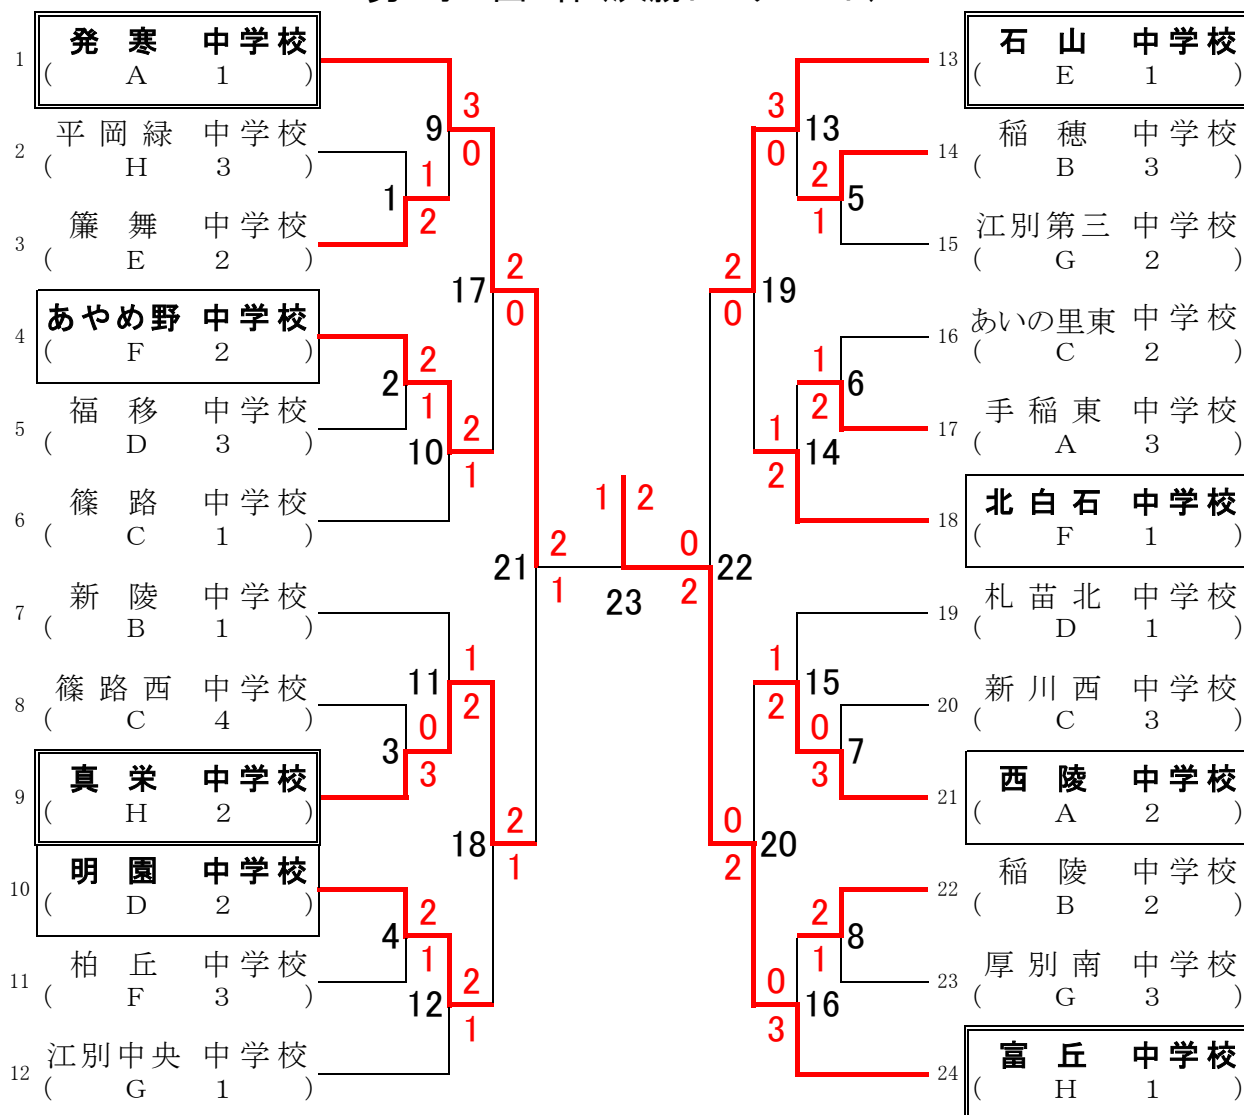 1 発寒 中学校
( A 1 )
2 平岡緑 中学校
( H 3 )
3 簾舞 中学校
( E 2 )
4 あやめ野 中学校
( F 2 )
5 福移 中学校
( D 3 )
6 篠路 中学校
( C 1 )
7 新陵 中学校
( B 1 )
8 篠路西 中学校
( C 4 )
9 真栄 中学校
( H 2 )
10 明園 中学校
( D 2 )
11 柏丘 中学校
( F 3 )
12 江別中央 中学校
( G 1 )
9 3 0
1 1 2
17 2 0
2 2 1
10 2 1
21 2 1
11 1 2
3 0 3
18 2 1
4 2 1
12 2 1
1 2
23
3 0 13
2 1 5
2 0 19
1 2 6
1 2 14
0 2 22
1 2 15
0 3 7
0 2 20
2 1 8
0 3 16
13 石山 中学校
( E 1 )
14 稲穂 中学校
( B 3 )
15 江別第三 中学校
( G 2 )
16 あいの里東 中学校
( C 2 )
17 手稲東 中学校
( A 3 )
18 北白石 中学校
( F 1 )
19 札苗北 中学校
( D 1 )
20 新川西 中学校
( C 3 )
21 西陵 中学校
( A 2 )
22 稲陵 中学校
( B 2 )
23 厚別南 中学校
( G 3 )
24 富丘 中学校
( H 1 )